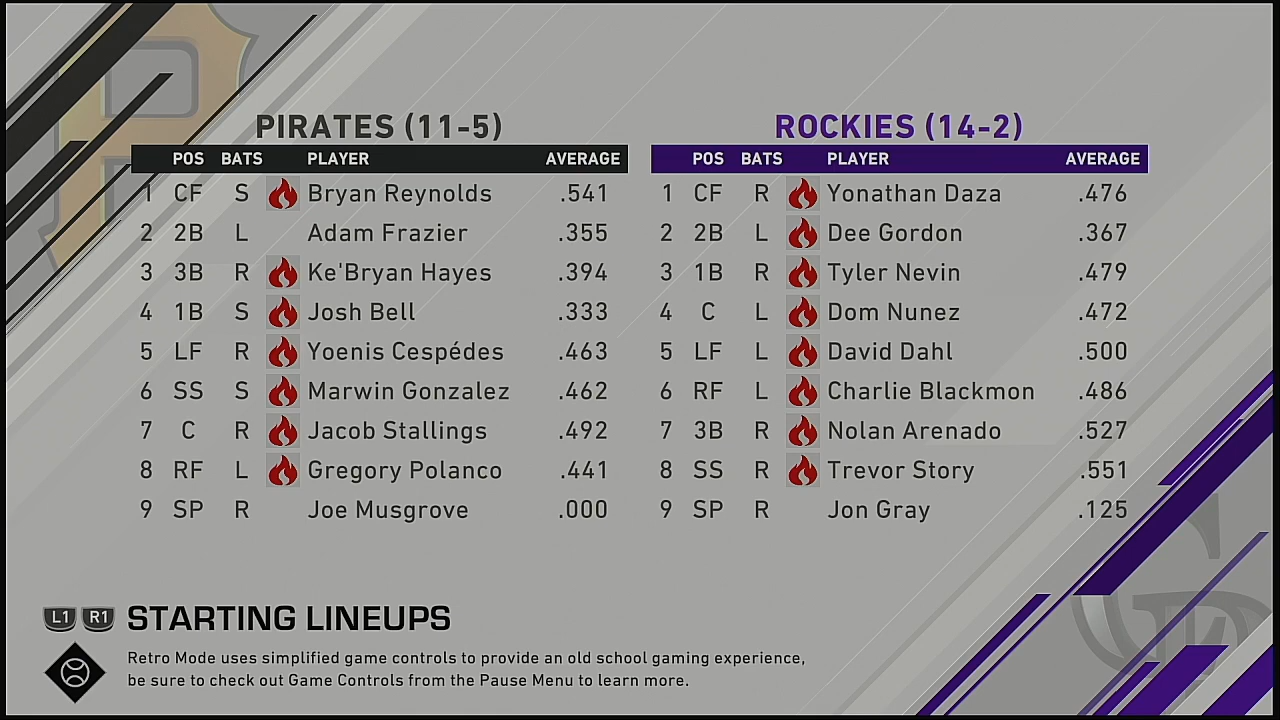 PIRATES (11-5)
POS BATS PLAYER AVERAGE
1 CF S Bryan Reynolds .541
2 2B L Adam Frazier .355
3 3B R Ke'Bryan Hayes .394
4 1B S Josh Bell .333
5 LF R Yoenis Cespédes .463
6 SS S Marwin Gonzalez .462
7 C R Jacob Stallings .492
8 RF L Gregory Polanco .441
9 SP R Joe Musgrove .000
ROCKIES (14-2)
POS BATS PLAYER AVERAGE
1 CF R Yonathan Daza .476
2 2B L Dee Gordon .367
3 1B R Tyler Nevin .479
4 C L Dom Nunez .472
5 LF L David Dahl .500
6 RF L Charlie Blackmon .486
7 3B R Nolan Arenado .527
8 SS R Trevor Story .551
9 SP R Jon Gray .125
L1 R1 STARTING LINEUPS
Retro Mode uses simplified game controls to provide an old school gaming experience,
be sure to check out Game Controls from the Pause Menu to learn more.